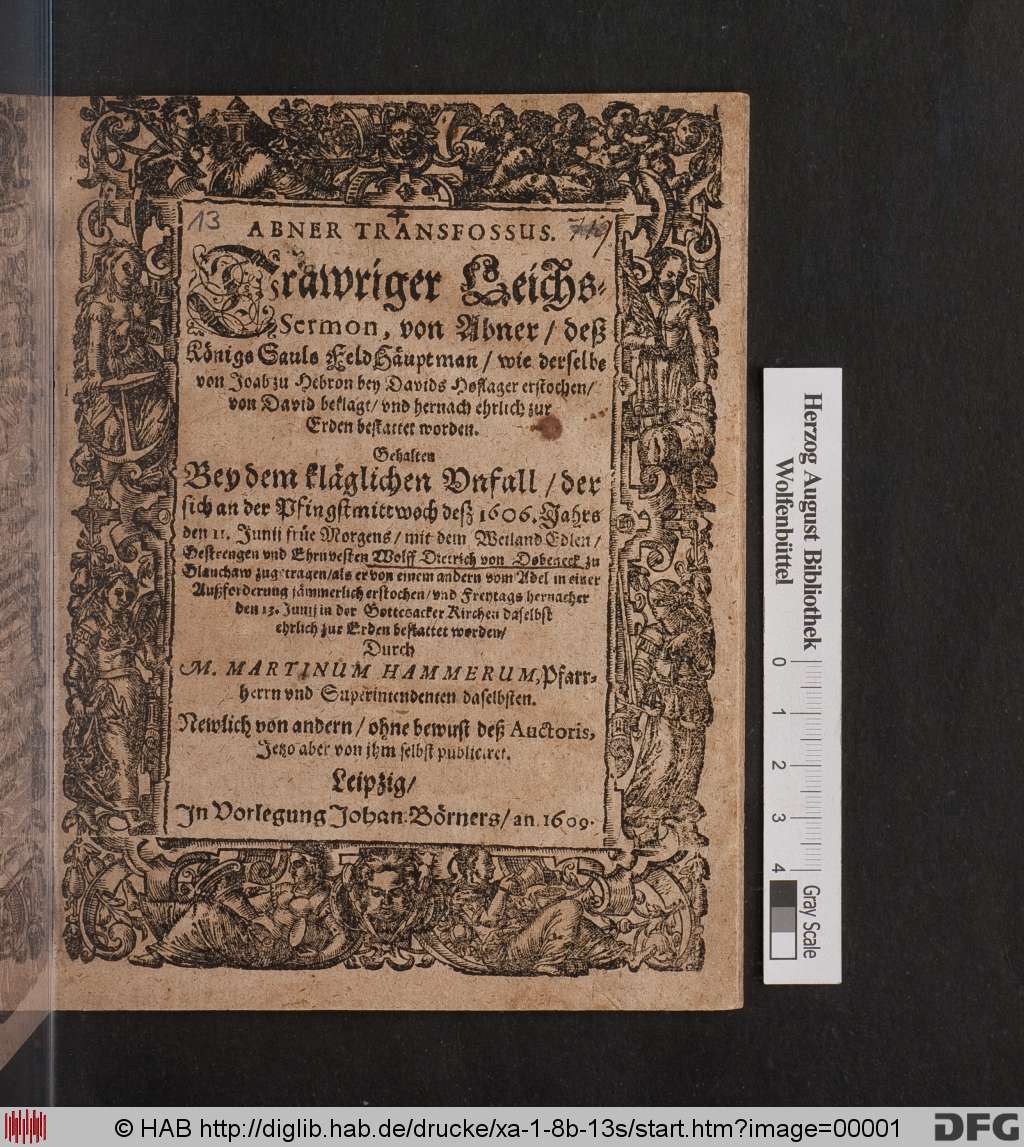 13
ABNER TRANSFOSSUS.
Trawriger Leichs-
Sermon, von Abner / deß
Königs Sauls FeldHäuptman / wie derselbe
von Joab zu Hebron bey Davids Hoflager erstochen /
von David beklagt / vnd hernach ehrlich zur
Erden bestattet worden.
Gehalten
Bey dem kläglichen Vnfall / der
sich an der Pfingstmittwoch deß 1606. Jahrs
den 11. Junii früe Morgens / mit dem Weiland Edlen /
Gestrengen vnd Ehrnvesten Wolff Dietrich von Dobeneck zu
Glauchaw zugetragen / als er von einem andern vom Adel in einer
Außforderung jämmerlich erstochen / vnd Freytags hernacher
den 13. Junij in der Gottesacker Kirchen daselbst
ehrlich zur Erden bestattet worden /
Durch
M. MARTINUM HAMMERUM, Pfarr-
herrn vnd Superintendenten daselbsten.
Newlich von andern / ohne bewust deß Auctoris,
Jetzo aber von jhm selbst publiciret.
Leipzig /
In Vorlegung Johan: Börners / an. 1609.
Herzog August Bibliothek
Wolfenbüttel
0 1 2 3 4
Gray Scale
© HAB http://diglib.hab.de/drucke/xa-1-8b-13s/start.htm?image=00001
DFG